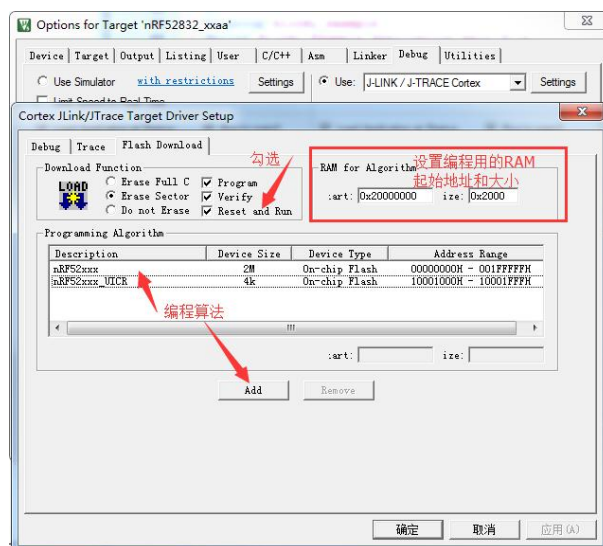 Options for Target 'nRF52832_xxaa'
Device Target Output Listing User C/C++ Asm Linker Debug Utilities
Use Simulator with restrictions Settings Use: J-LINK / J-TRACE Cortex Settings
Limit Speed to Real-Time
Cortex JLink/JTrace Target Driver Setup
Debug Trace Flash Download
勾选
Download Function
LOAD
Erase Full C Program
Erase Sector Verify
Do not Erase Reset and Run
RAM for Algorithm
设置编程用的RAM
起始地址和大小
:art: 0x20000000 ize: 0x2000
Programming Algorithm
Description Device Size Device Type Address Range
nRF52xxx 2M On-chip Flash 00000000H - 001FFFFFH
nRF52xxx_UICR 4k On-chip Flash 10001000H - 10001FFFH
编程算法
:art: ize:
Add Remove
确定 取消 应用(A)